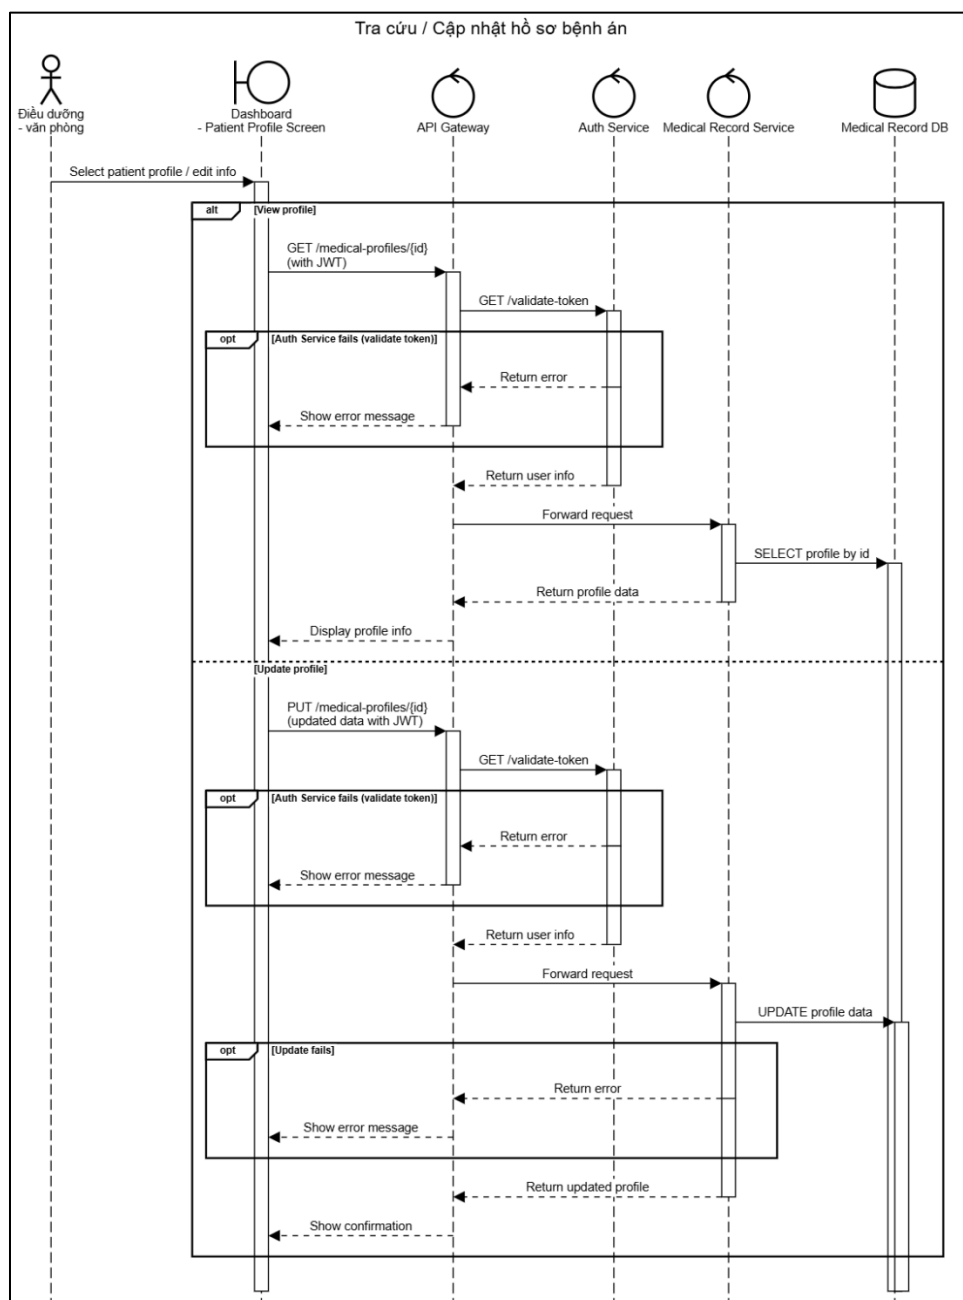 Tra cứu / Cập nhật hồ sơ bệnh án
Điều dưỡng
- văn phòng
Dashboard
- Patient Profile Screen
API Gateway
Auth Service
Medical Record Service
Medical Record DB
Select patient profile / edit info
alt
[View profile]
GET /medical-profiles/{id}
(with JWT)
GET /validate-token
opt
[Auth Service fails (validate token)]
Return error
Show error message
Return user info
Forward request
SELECT profile by id
Return profile data
Display profile info
[Update profile]
PUT /medical-profiles/{id}
(updated data with JWT)
GET /validate-token
opt
[Auth Service fails (validate token)]
Return error
Show error message
Return user info
Forward request
UPDATE profile data
opt
[Update fails]
Return error
Show error message
Return updated profile
Show confirmation